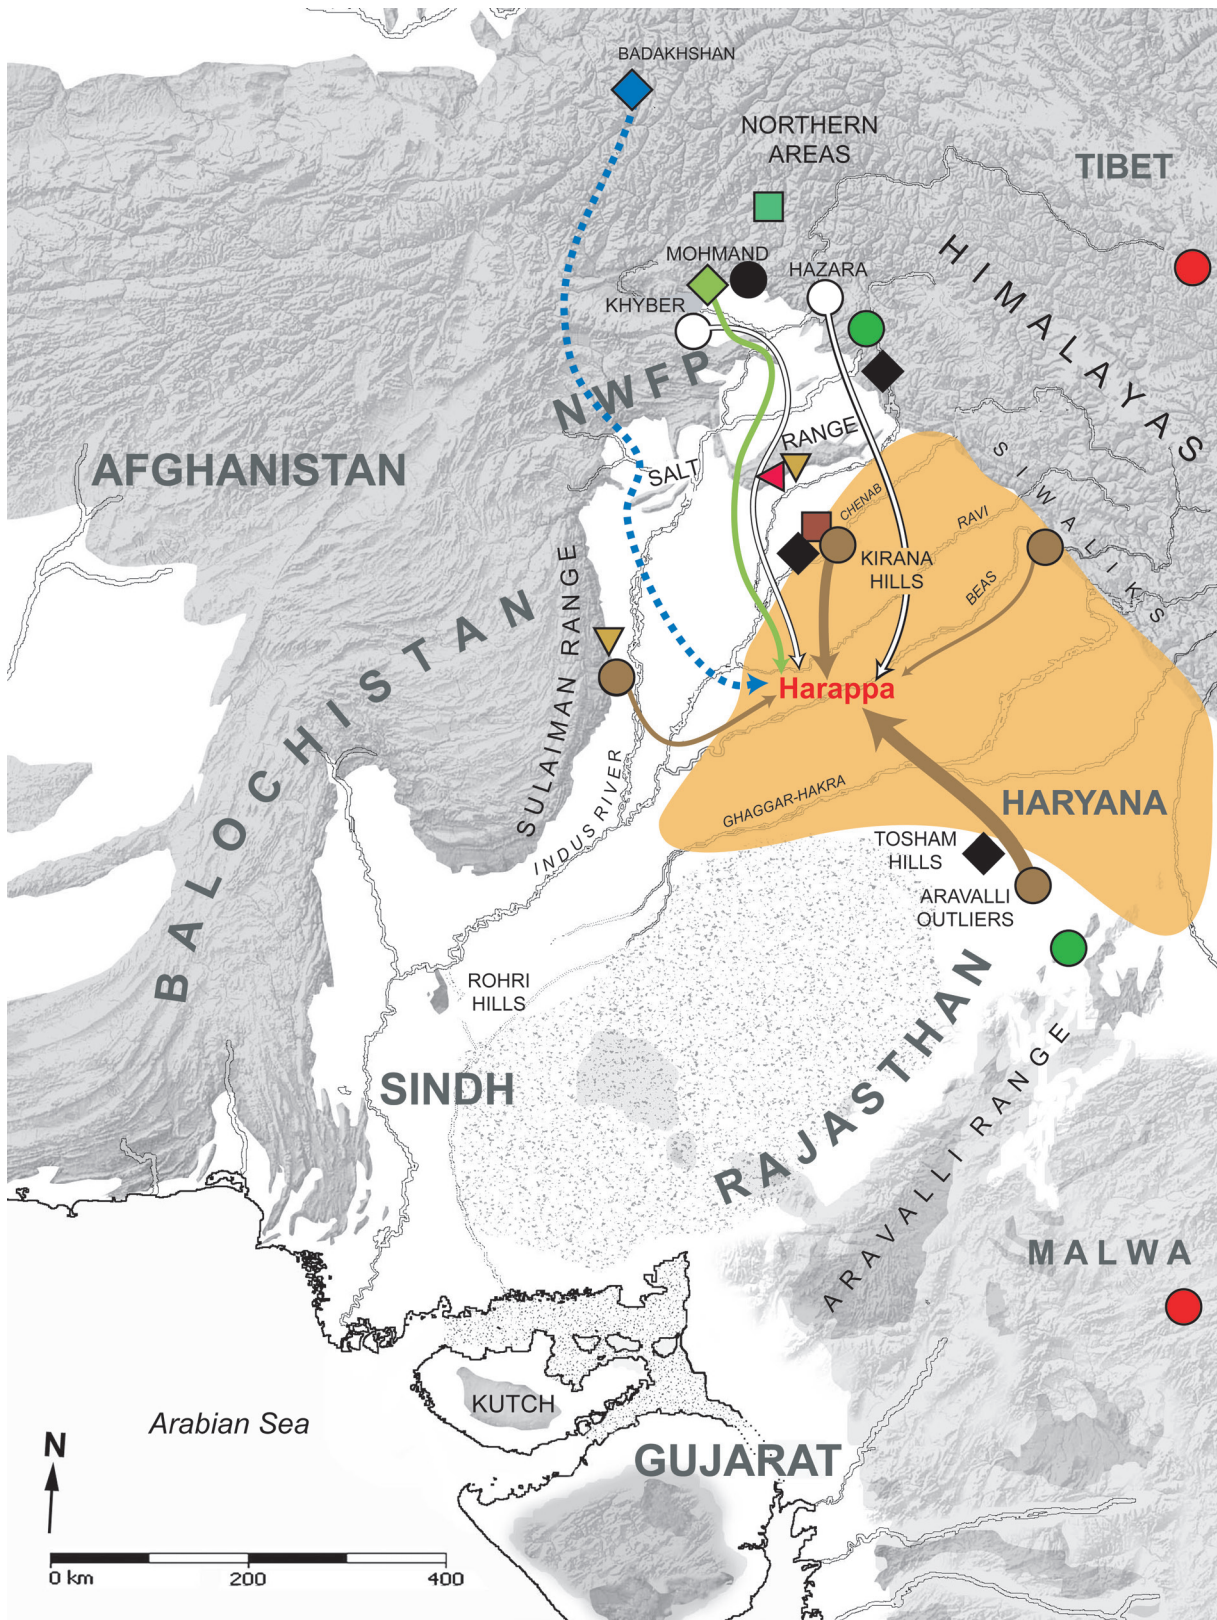 BADAKHSHAN
NORTHERN
AREAS
TIBET
HIMALAYAS
MOHMAND
HAZARA
KHYBER
NWFP
RANGE
SALT
AFGHANISTAN
SIWALIKS
CHENAB
RAVI
KIRANA
HILLS
BEAS
SULAIMAN RANGE
BALOCHISTAN
Harappa
INDUS RIVER
GHAGGAR-HAKRA
HARYANA
TOSHAM
HILLS
ARAVALLI
OUTLIERS
ROHRI
HILLS
SINDH
RAJASTHAN
ARAVALLI RANGE
MALWA
KUTCH
Arabian Sea
GUJARAT
N
0 km 200 400